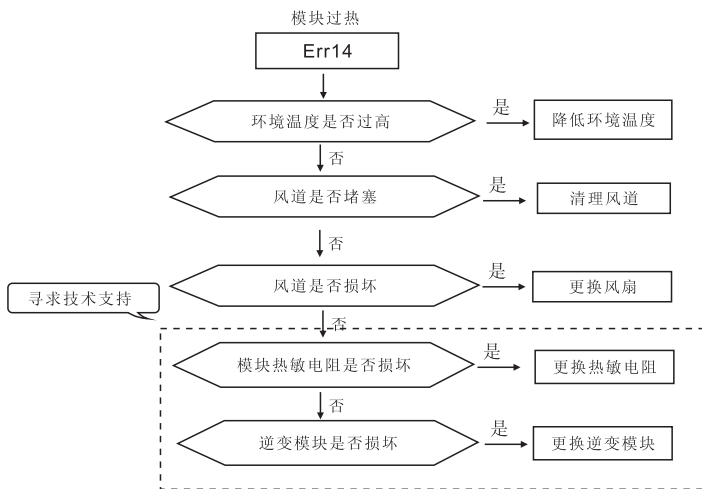 模块过热
Err14
环境温度是否过高
是
降低环境温度
否
风道是否堵塞
是
清理风道
否
风道是否损坏
是
更换风扇
寻求技术支持
否
模块热敏电阻是否损坏
是
更换热敏电阻
否
逆变模块是否损坏
是
更换逆变模块